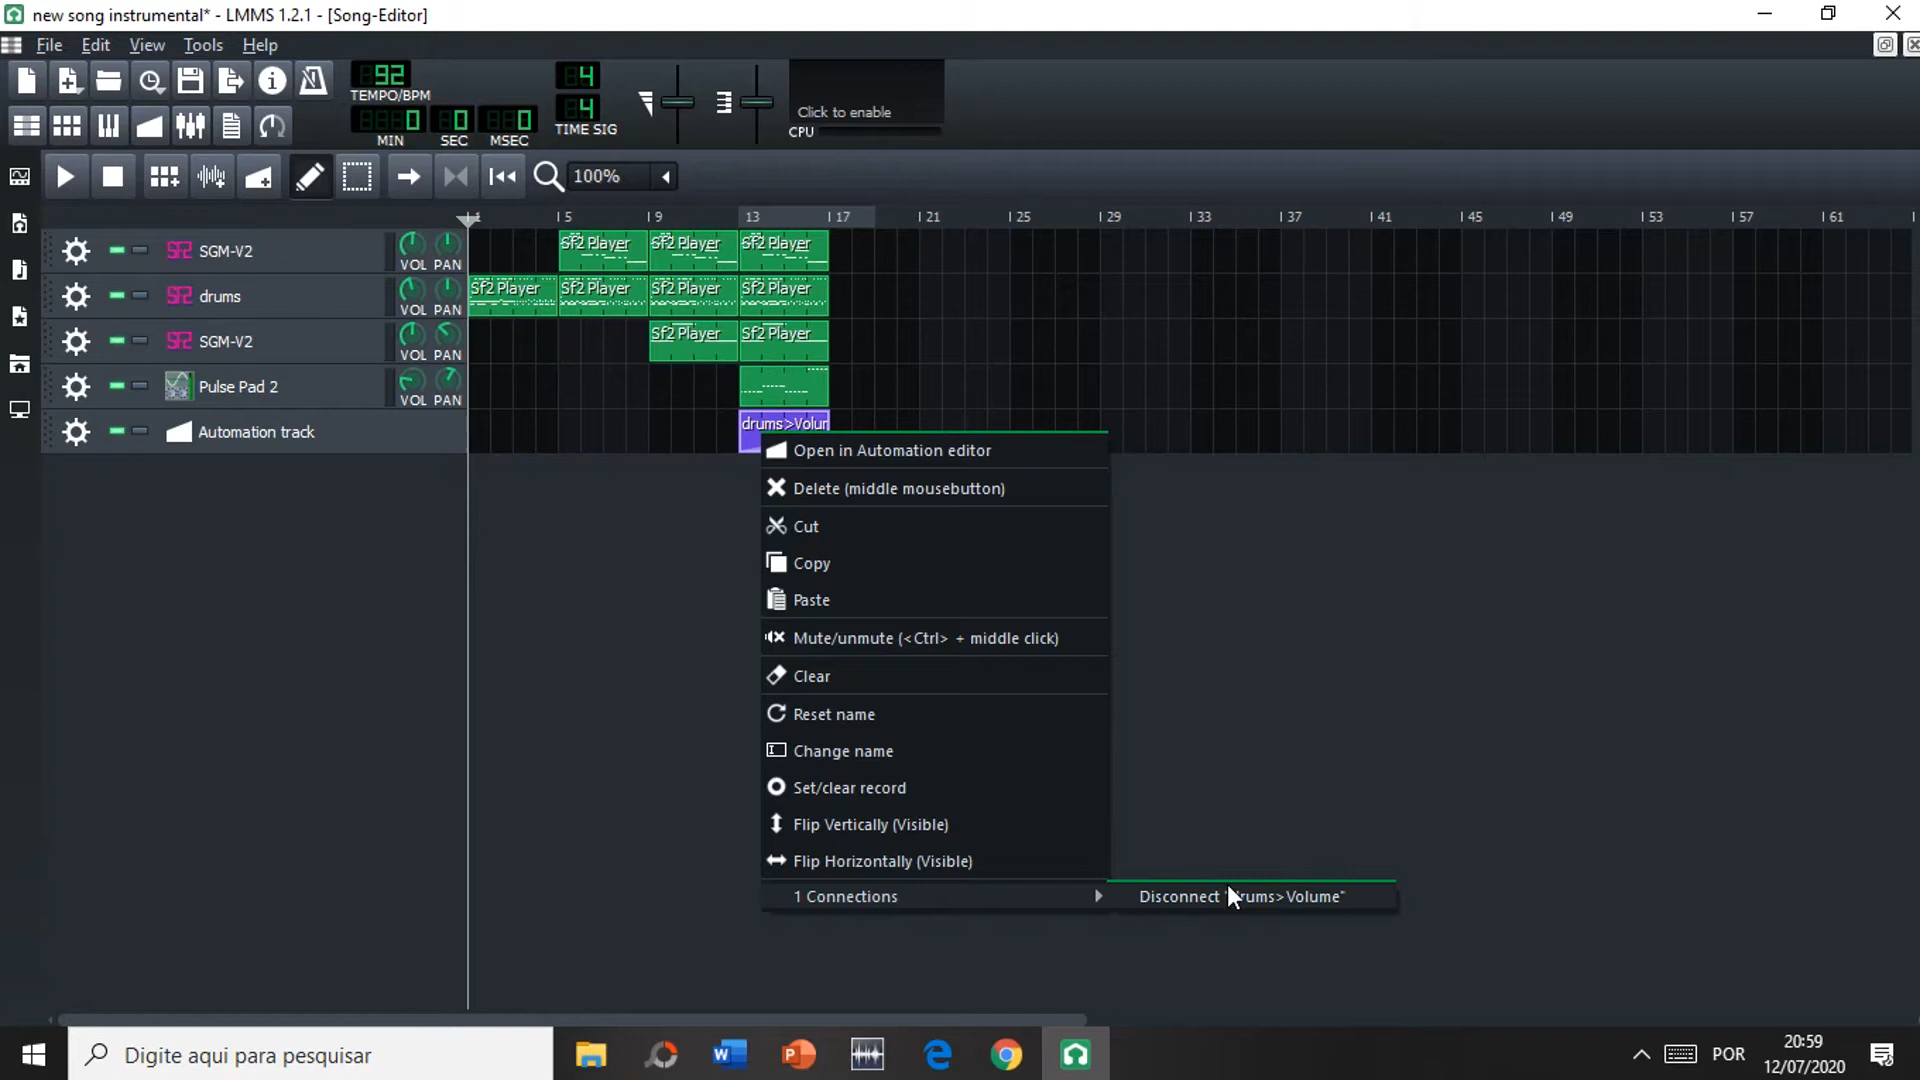 new song instrumental* - LMMS 1.2.1 - [Song-Editor]
File Edit View Tools Help
92
TEMPO/BPM
0 0 0
MIN SEC MSEC
4
4
TIME SIG
Click to enable
CPU
100%
1 5 9 13 17 21 25 29 33 37 41 45 49 53 57 61
SGM-V2 VOL PAN Sf2 Player Sf2 Player Sf2 Player
drums VOL PAN Sf2 Player Sf2 Player Sf2 Player Sf2 Player
SGM-V2 VOL PAN Sf2 Player Sf2 Player
Pulse Pad 2 VOL PAN
Automation track drums>Volum
Open in Automation editor
Delete (middle mousebutton)
Cut
Copy
Paste
Mute/unmute (<Ctrl> + middle click)
Clear
Reset name
Change name
Set/clear record
Flip Vertically (Visible)
Flip Horizontally (Visible)
1 Connections
Disconnect "drums>Volume"
Digite aqui para pesquisar
POR
20:59
12/07/2020